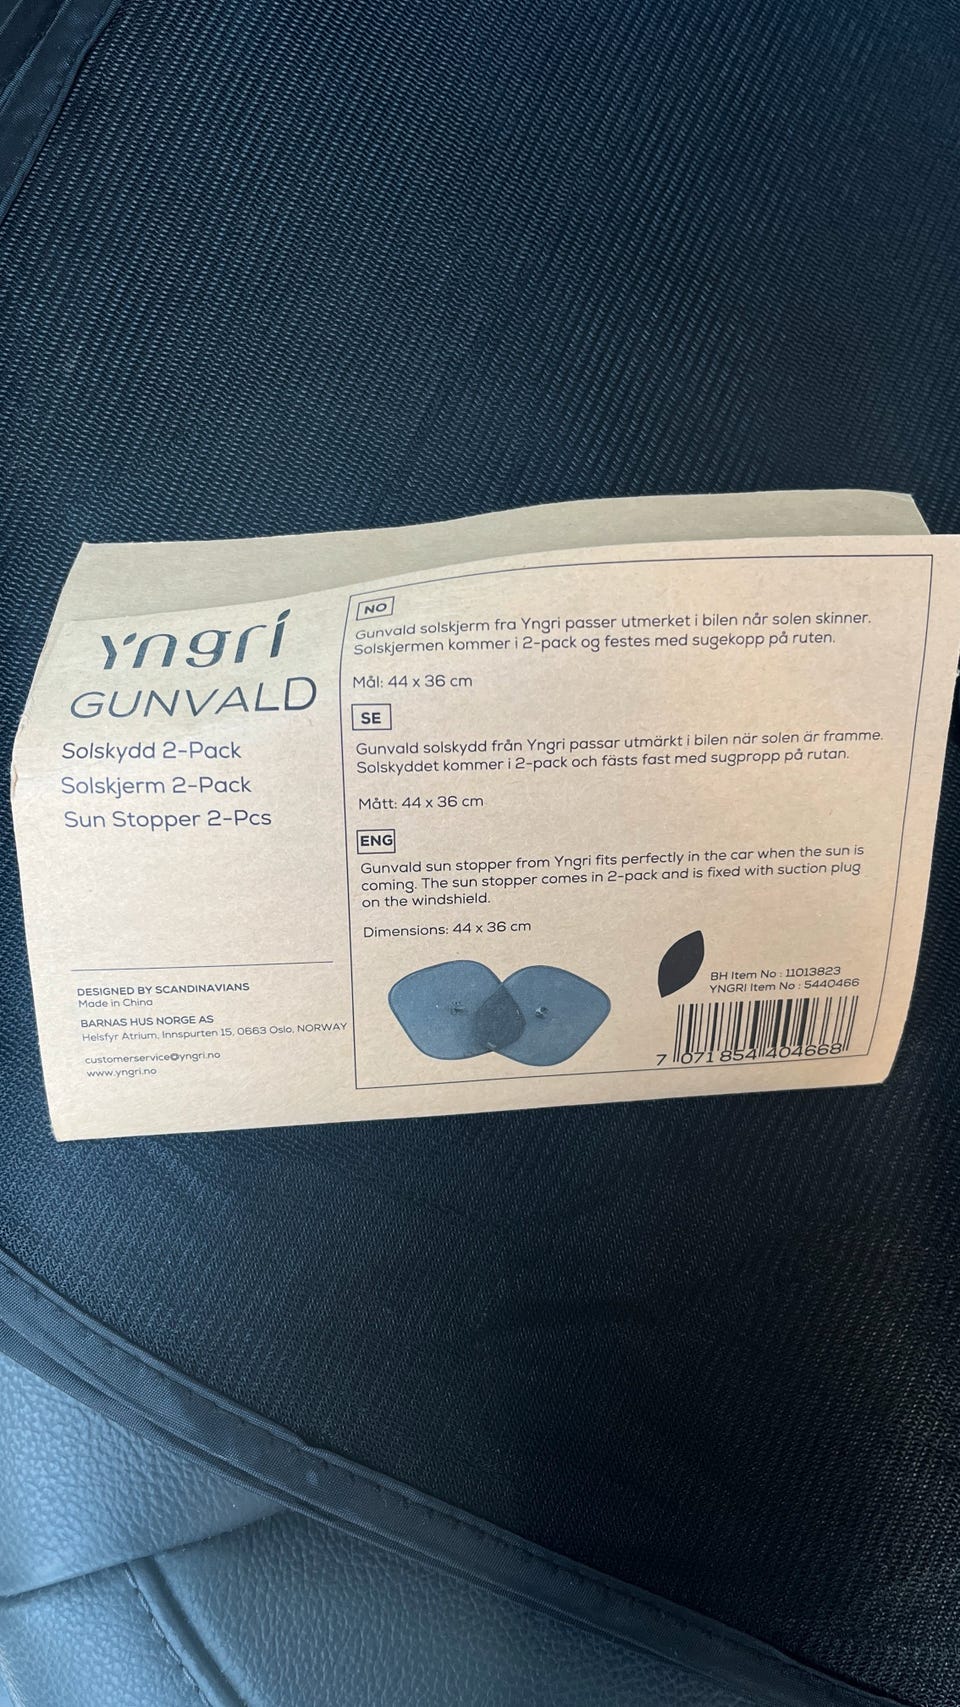 Yngri
GUNVALD
Solskydd 2-Pack
Solskjerm 2-Pack
Sun Stopper 2-Pcs
DESIGNED BY SCANDINAVIANS
Made in China
BARNAS HUS NORGE AS
Helsfyr Atrium, Innspurten 15, 0663 Oslo, NORWAY
customerservice@yngri.no
www.yngri.no
NO
Gunvald solskjerm fra Yngri passer utmerket i bilen når solen skinner.
Solskjermen kommer i 2-pack og festes med sugekopp på ruten.
Mål: 44 x 36 cm
SE
Gunvald solskydd från Yngri passar utmärkt i bilen när solen är framme.
Solskyddet kommer i 2-pack och fästs fast med sugpropp på rutan.
Mått: 44 x 36 cm
ENG
Gunvald sun stopper from Yngri fits perfectly in the car when the sun is
coming. The sun stopper comes in 2-pack and is fixed with suction plug
on the windshield.
Dimensions: 44 x 36 cm
BH Item No : 11013823
YNGRI Item No : 5440466
7 071854 404668